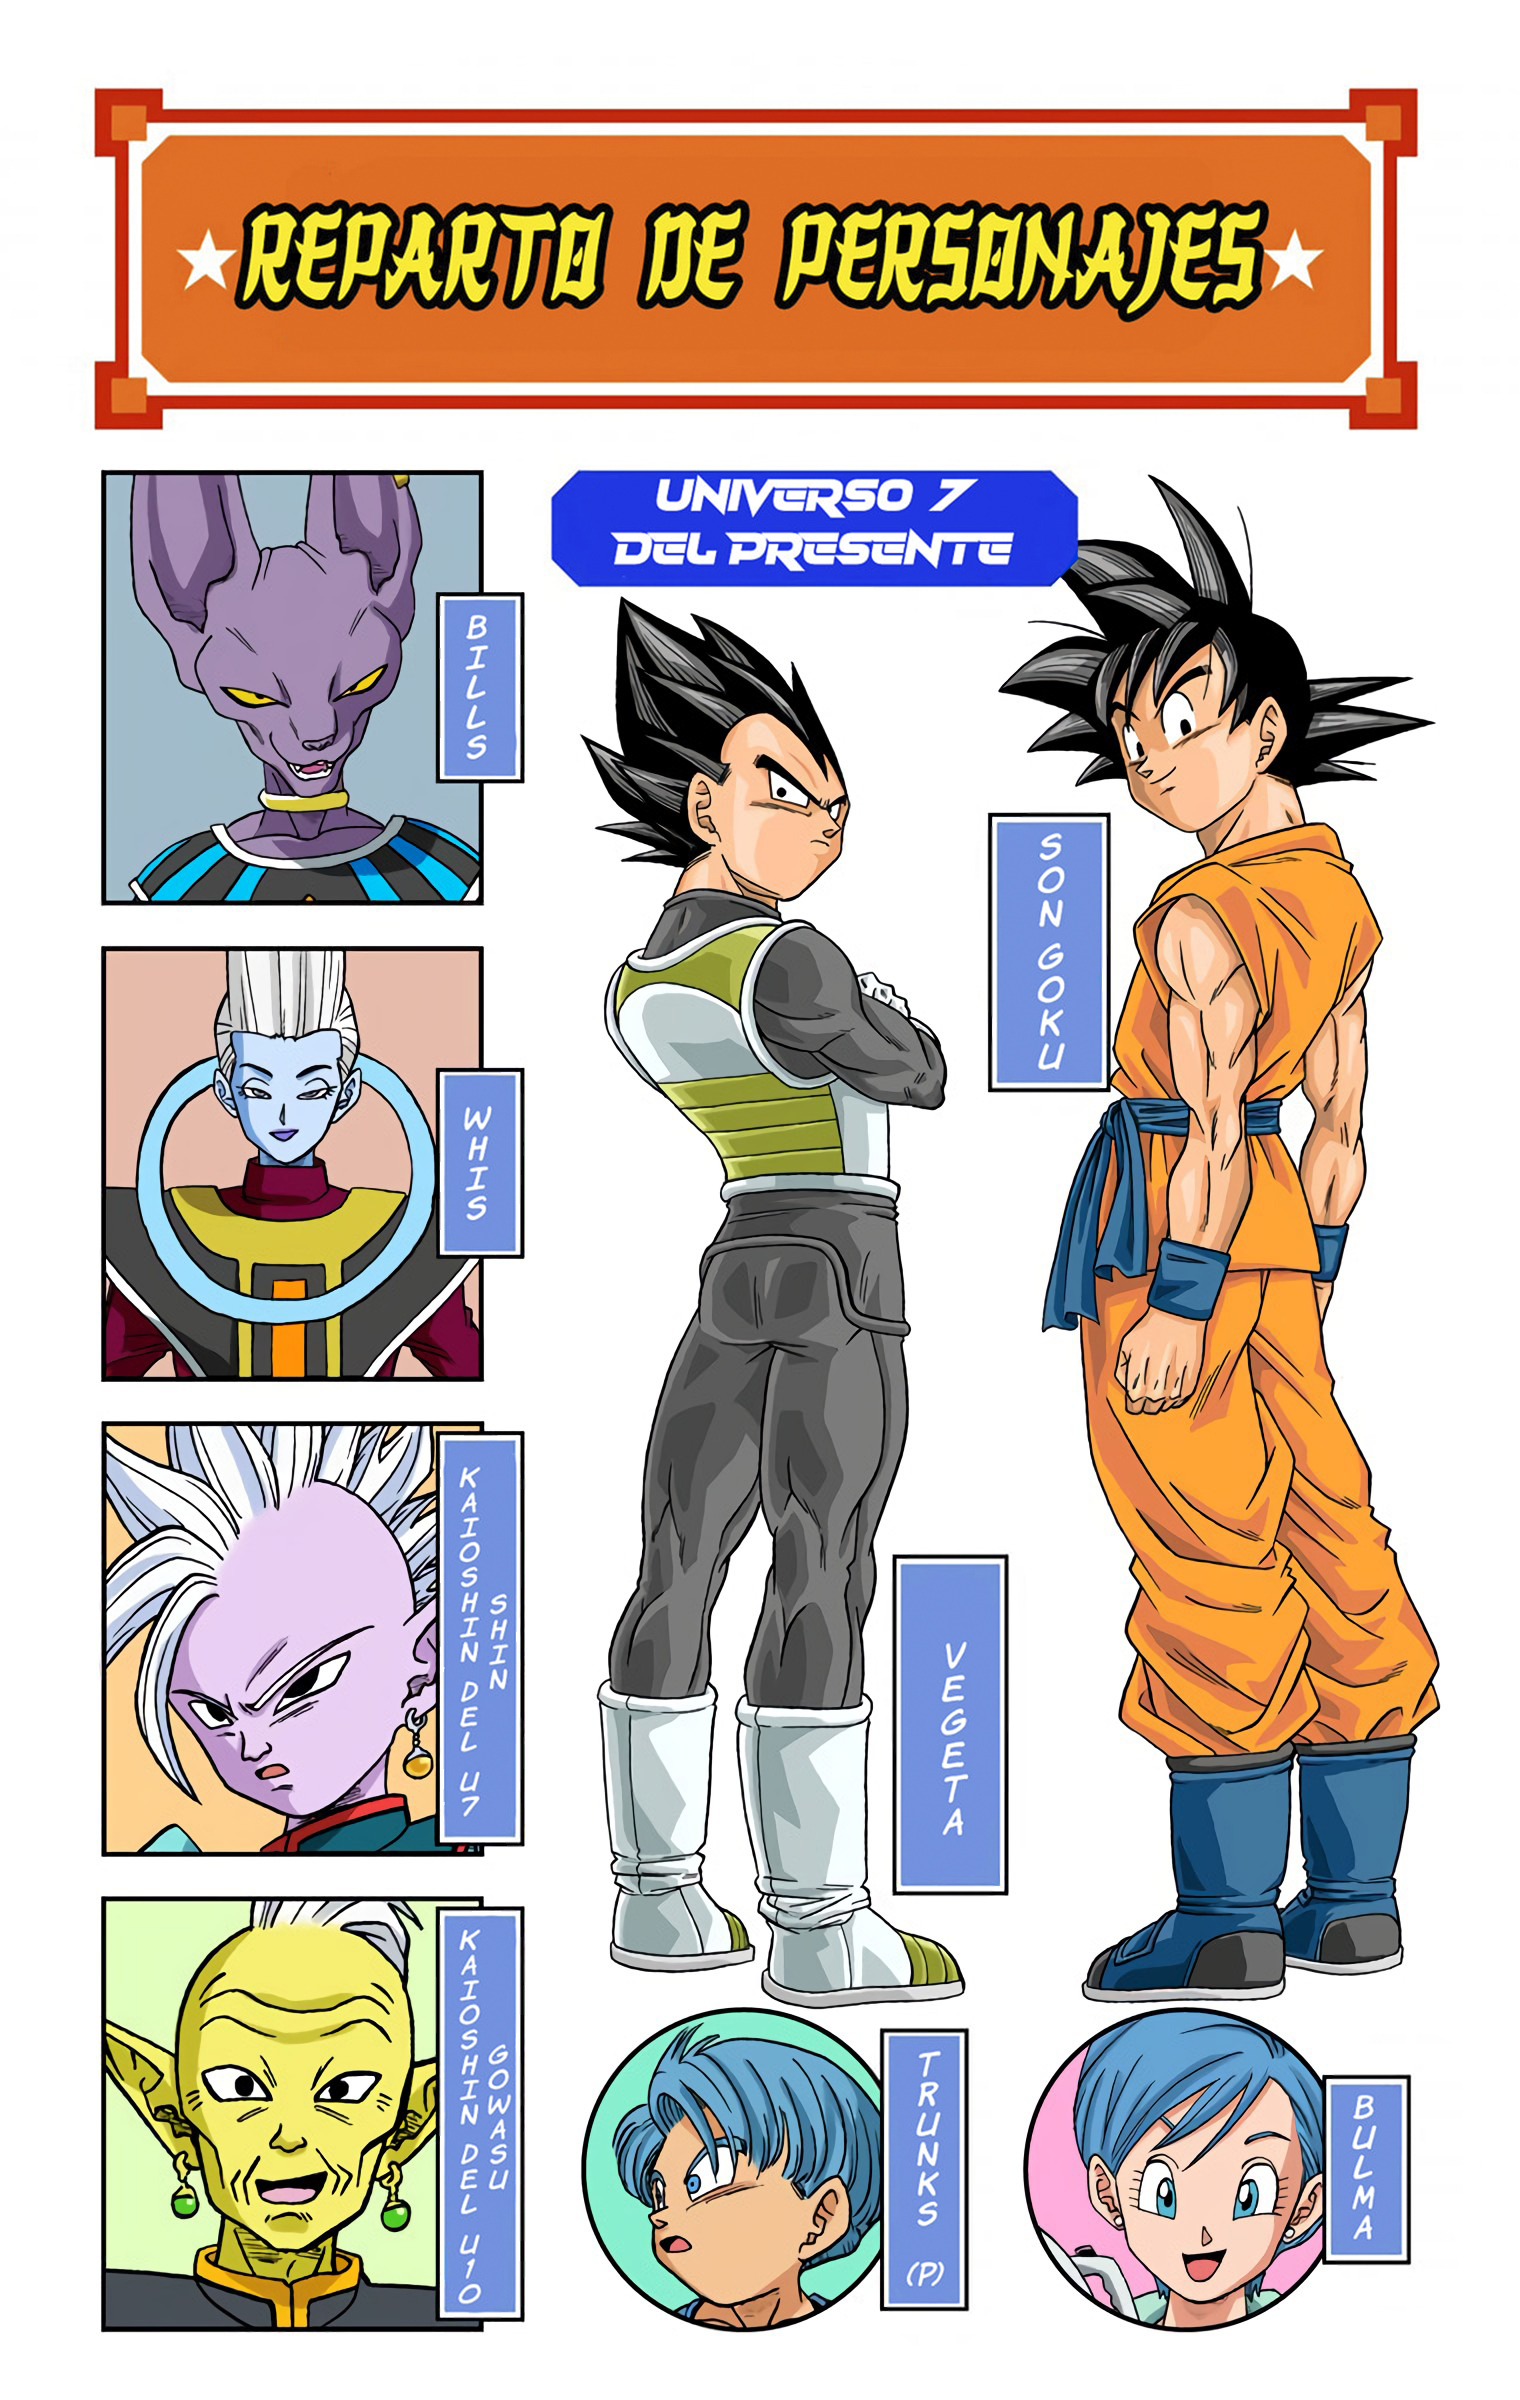 ★REPARTO DE PERSONAJES★
UNIVERSO 7
DEL PRESENTE
BILLS
SON GOKU
WHIS
SHIN
KAIOSHIN DEL U7
VEGETA
GOWASU
KAIOSHIN DEL U10
TRUNKS (P)
BULMA